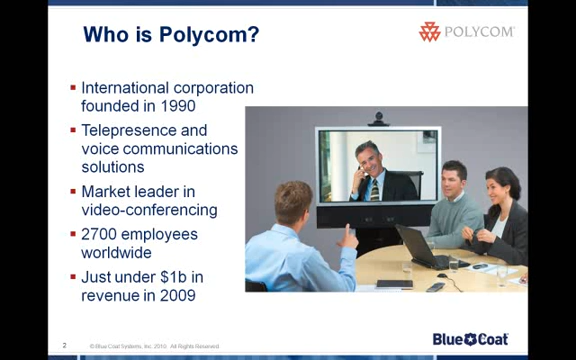 Who is Polycom?
POLYCOM
▪ International corporation
founded in 1990
▪ Telepresence and
voice communications
solutions
▪ Market leader in
video-conferencing
▪ 2700 employees
worldwide
▪ Just under $1b in
revenue in 2009
2
© Blue Coat Systems, Inc. 2010. All Rights Reserved.
Blue Coat